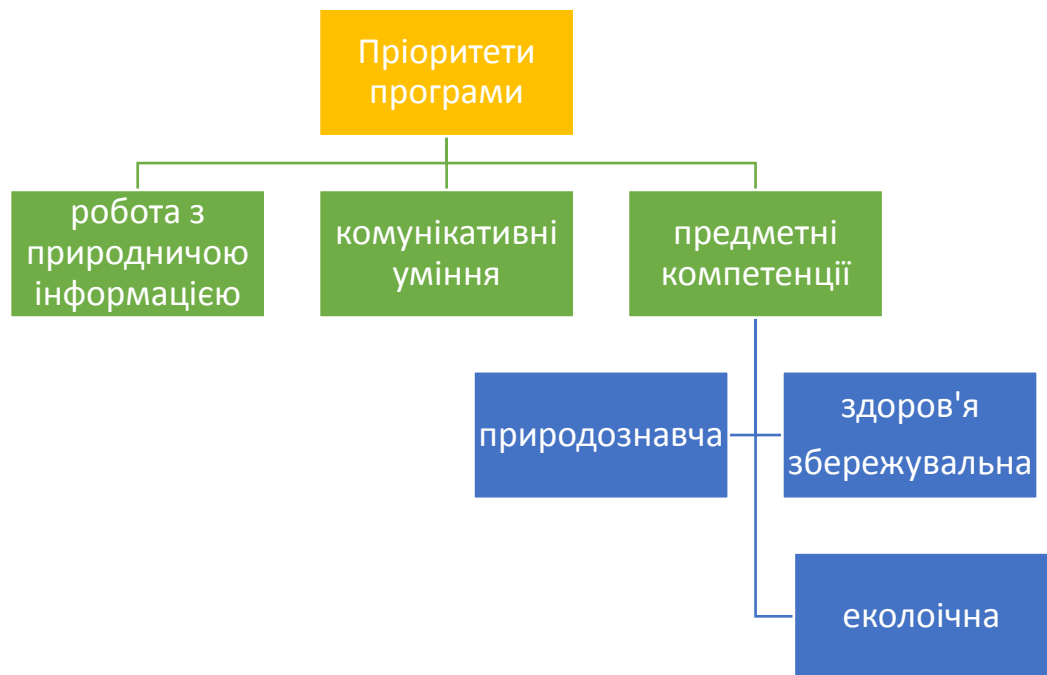 Пріоритети
програми
робота з
природничою
інформацією
комунікативні
уміння
предметні
компетенції
природознавча
здоров'я
збережувальна
еколоічна